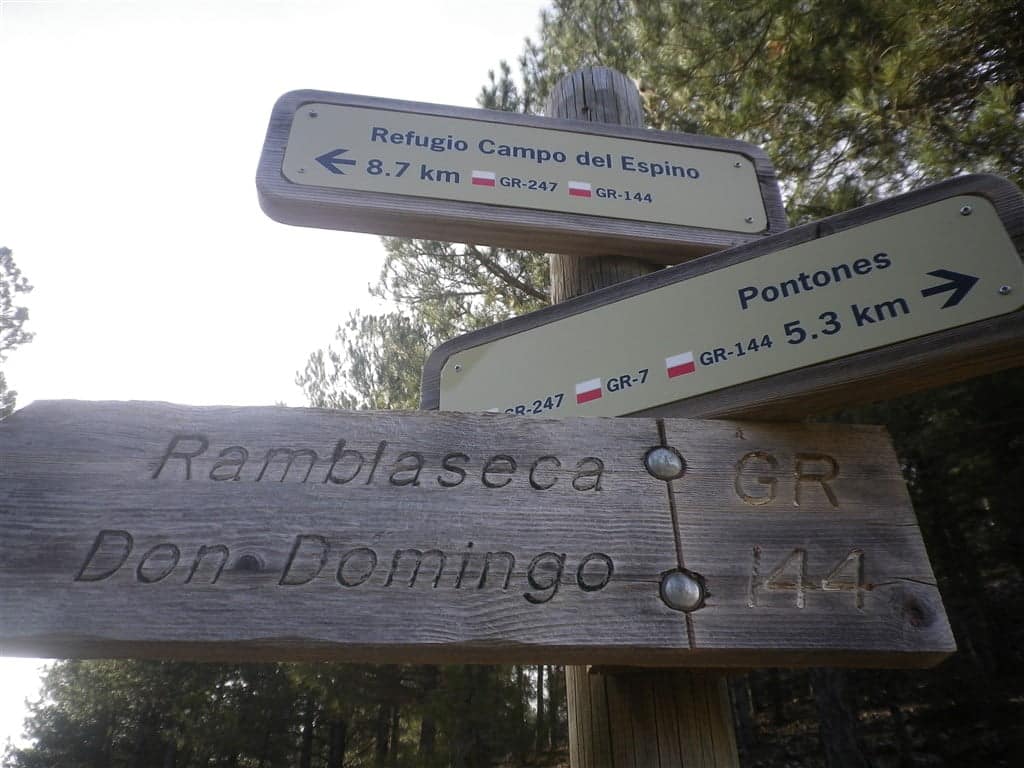 Refugio Campo del Espino
8.7 km GR-247 GR-144
Pontones
GR-247 GR-7 GR-144 5.3 km
Ramblaseca GR
Don Domingo 144